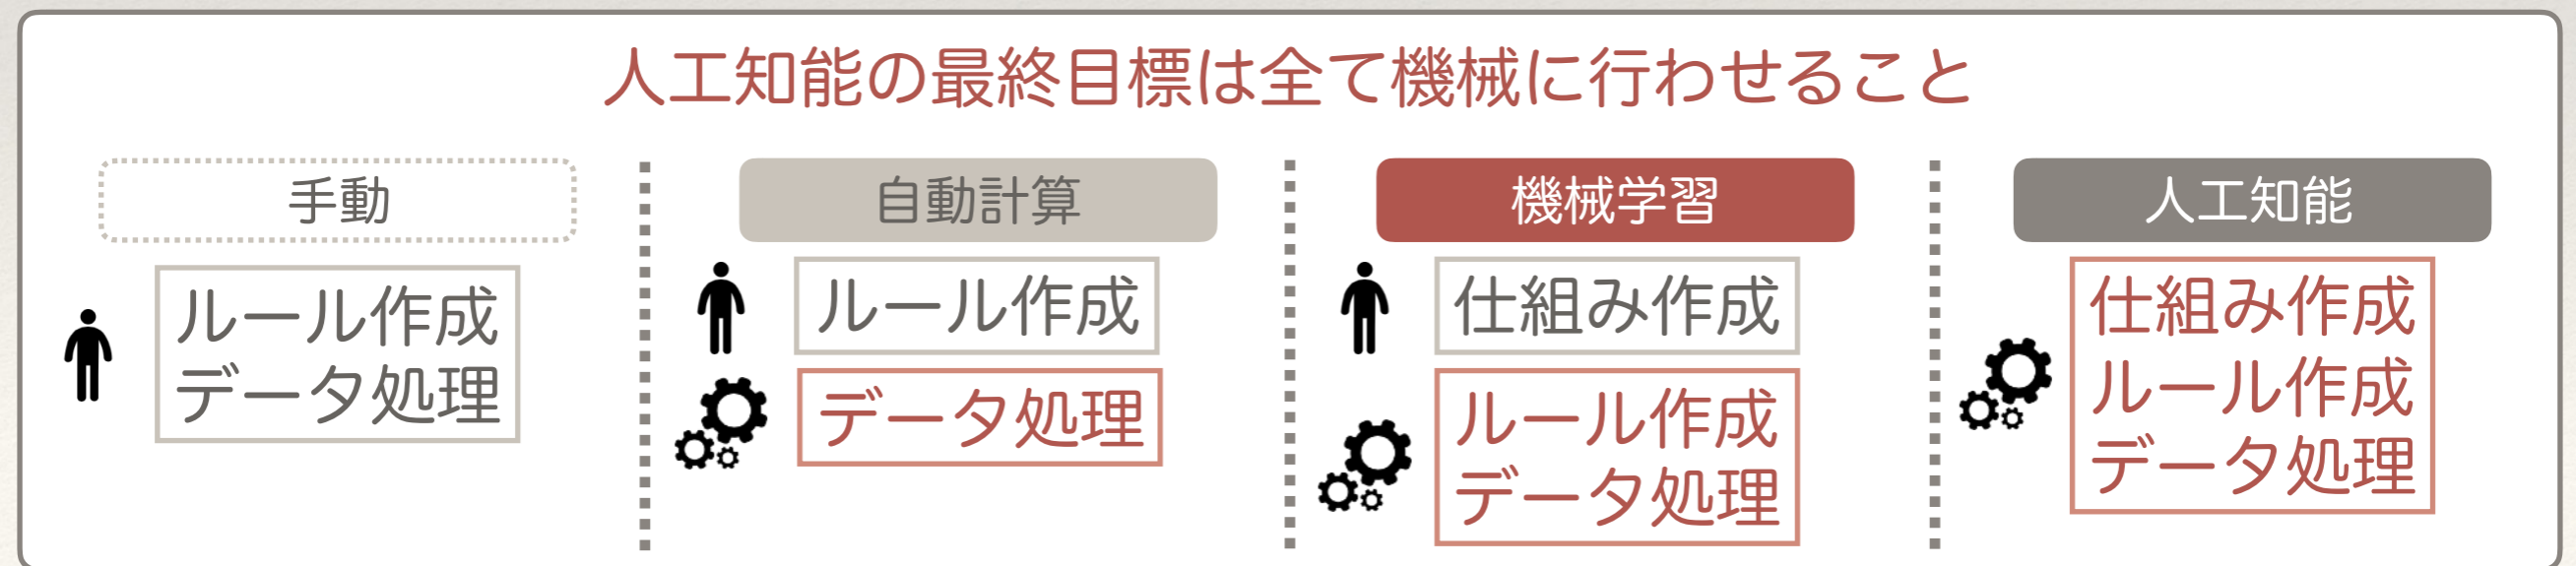 人工知能の最終目標は全て機械に行わせること
手動
ルール作成
データ処理
自動計算
ルール作成
データ処理
機械学習
仕組み作成
ルール作成
データ処理
人工知能
仕組み作成
ルール作成
データ処理